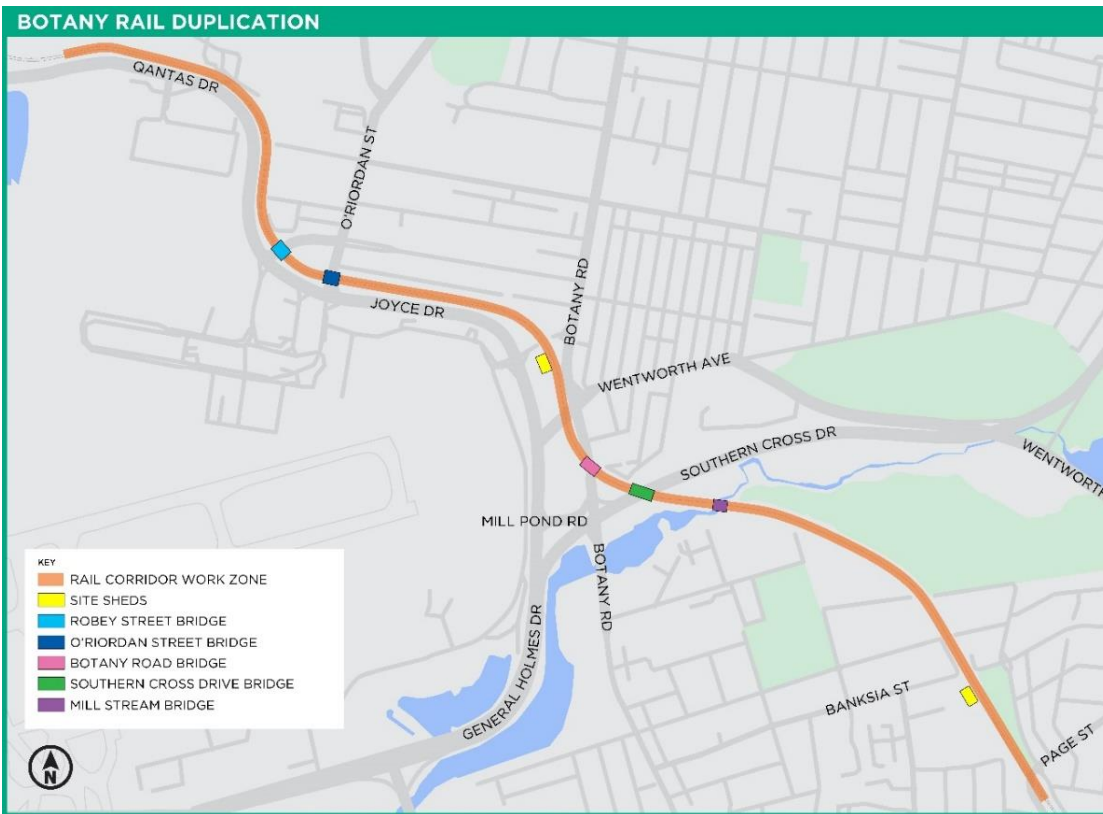 BOTANY RAIL DUPLICATION
QANTAS DR
O'RIORDAN ST
JOYCE DR
BOTANY RD
WENTWORTH AVE
SOUTHERN CROSS DR
WENTWORTH
MILL POND RD
BOTANY RD
GENERAL HOLMES DR
BANKSIA ST
PAGE ST
KEY
RAIL CORRIDOR WORK ZONE
SITE SHEDS
ROBEY STREET BRIDGE
O'RIORDAN STREET BRIDGE
BOTANY ROAD BRIDGE
SOUTHERN CROSS DRIVE BRIDGE
MILL STREAM BRIDGE
N